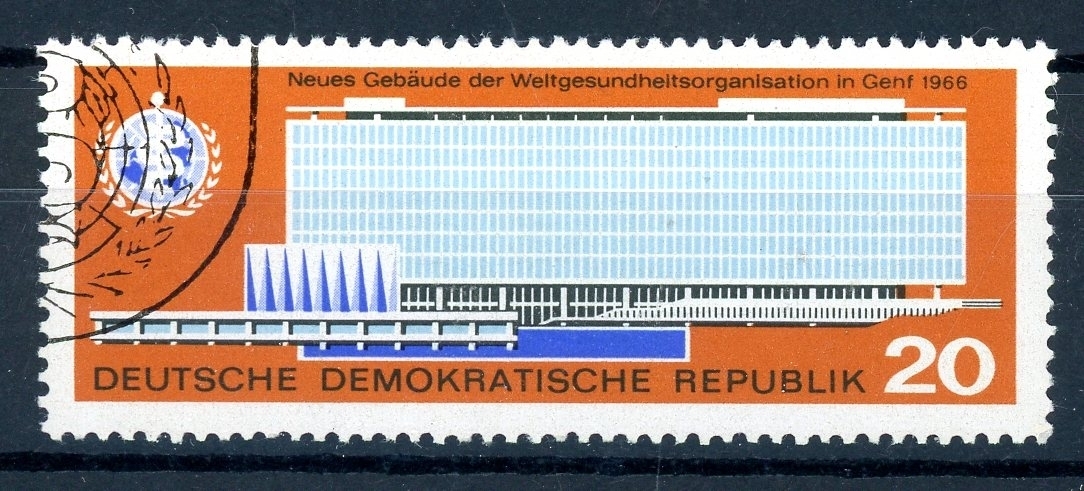 Neues Gebäude der Weltgesundheitsorganisation in Genf 1966
DEUTSCHE DEMOKRATISCHE REPUBLIK 20